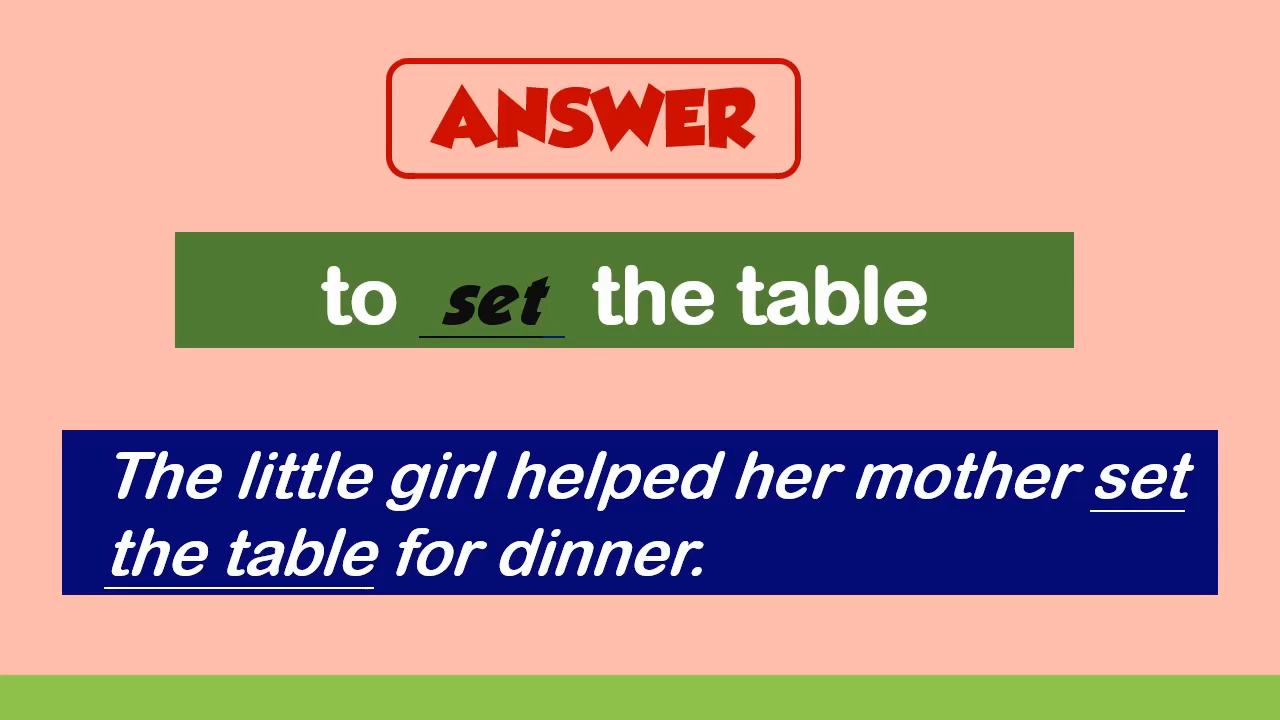 ANSWER
to set the table
The little girl helped her mother set
the table for dinner.